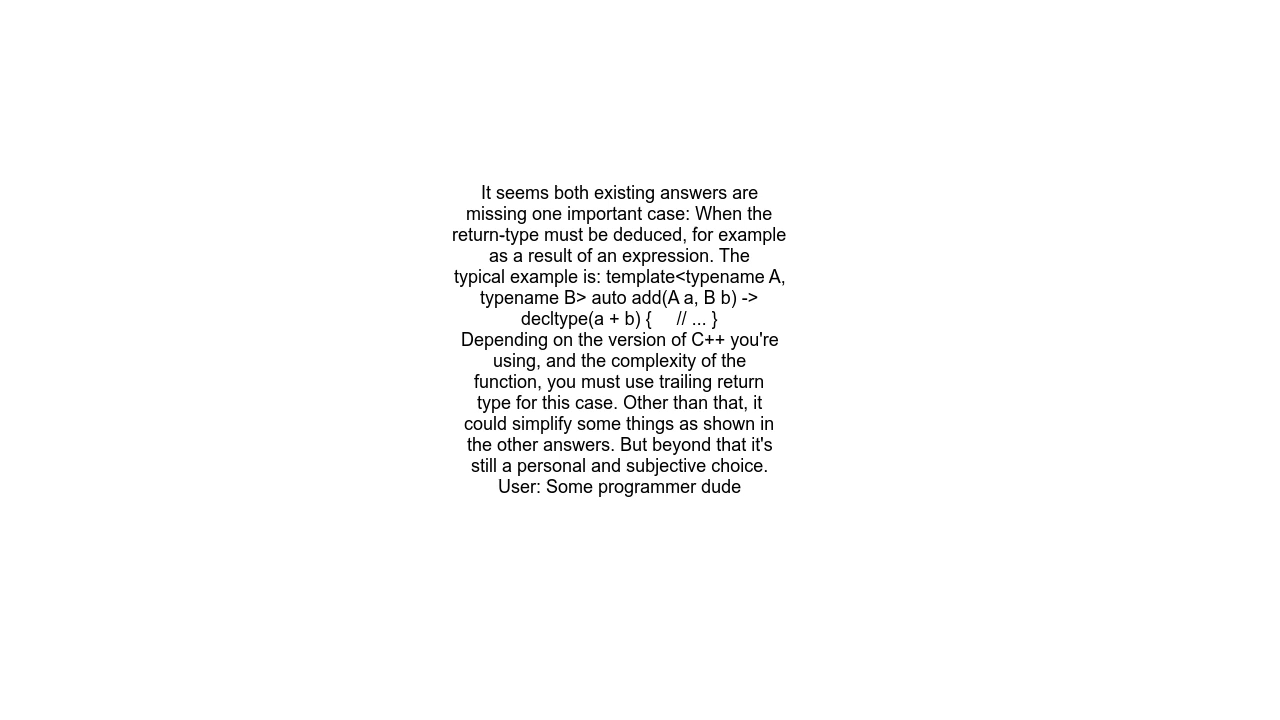 It seems both existing answers are
missing one important case: When the
return-type must be deduced, for example
as a result of an expression. The
typical example is: template<typename A,
typename B> auto add(A a, B b) ->
decltype(a + b) {     // ... }
Depending on the version of C++ you're
using, and the complexity of the
function, you must use trailing return
type for this case. Other than that, it
could simplify some things as shown in
the other answers. But beyond that it's
still a personal and subjective choice.
User: Some programmer dude